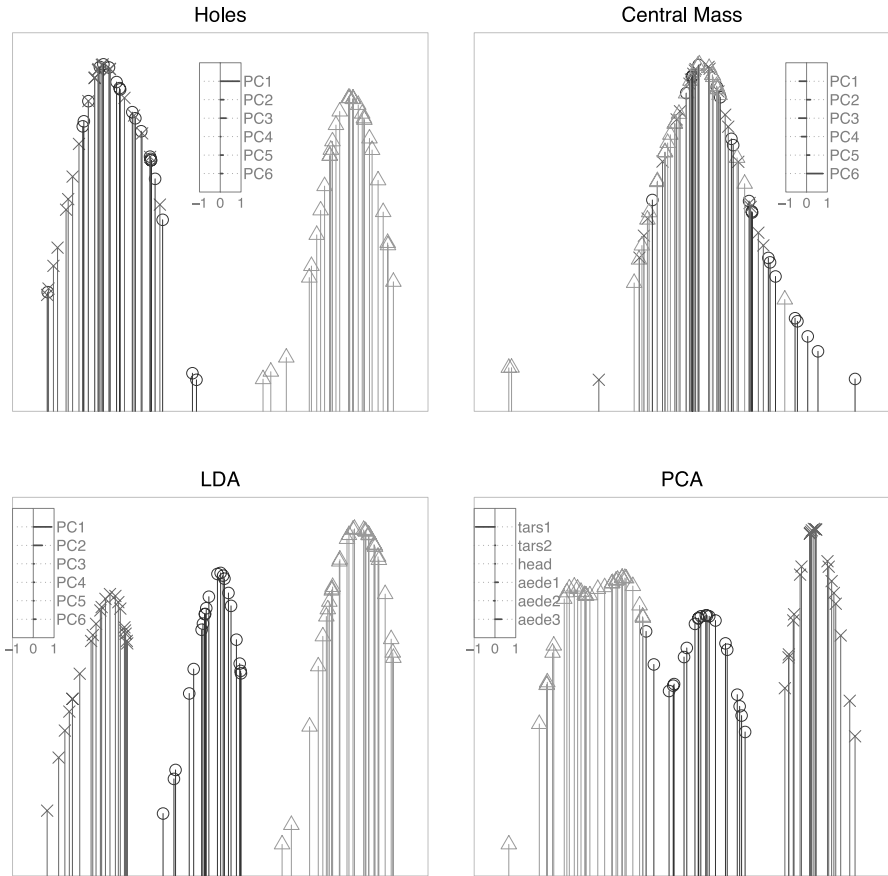 Holes
PC1
PC2
PC3
PC4
PC5
PC6
−1 0 1
Central Mass
PC1
PC2
PC3
PC4
PC5
PC6
−1 0 1
LDA
PC1
PC2
PC3
PC4
PC5
PC6
−1 0 1
PCA
tars1
tars2
head
aede1
aede2
aede3
−1 0 1